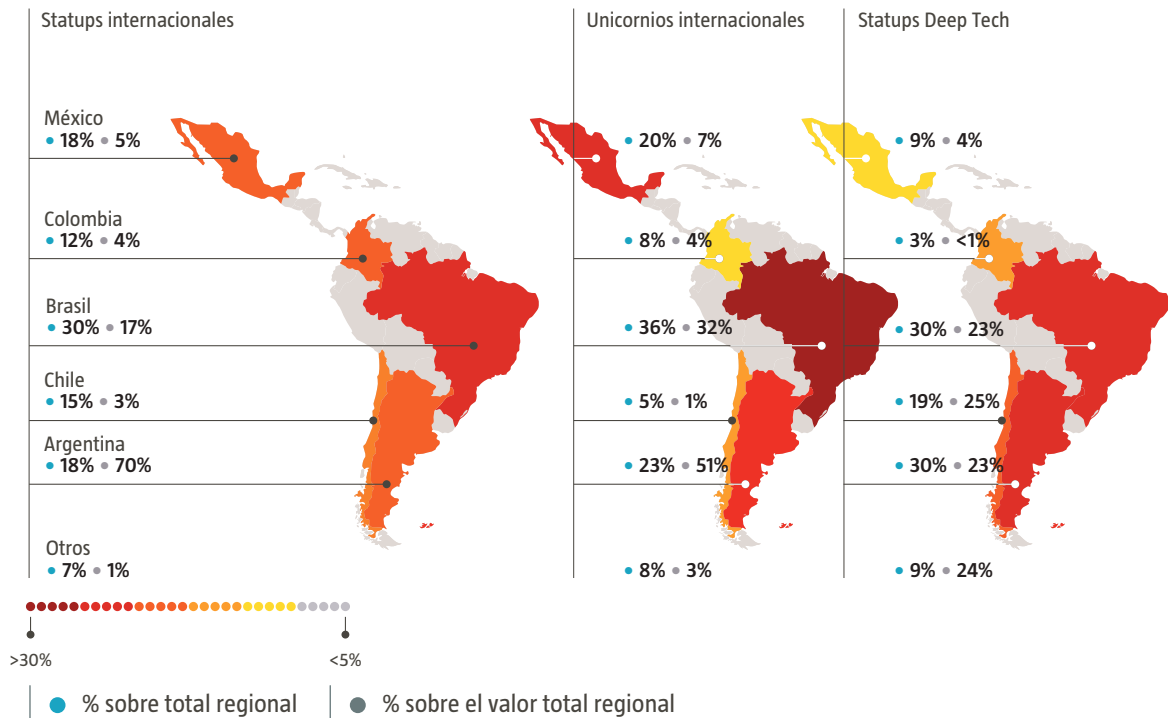 Statups internacionales
Unicornios internacionales
Statups Deep Tech
México
18% 5%
20% 7%
9% 4%
Colombia
12% 4%
8% 4%
3% <1%
Brasil
30% 17%
36% 32%
30% 23%
Chile
15% 3%
5% 1%
19% 25%
Argentina
18% 70%
23% 51%
30% 23%
Otros
7% 1%
8% 3%
9% 24%
>30%
<5%
% sobre total regional
% sobre el valor total regional